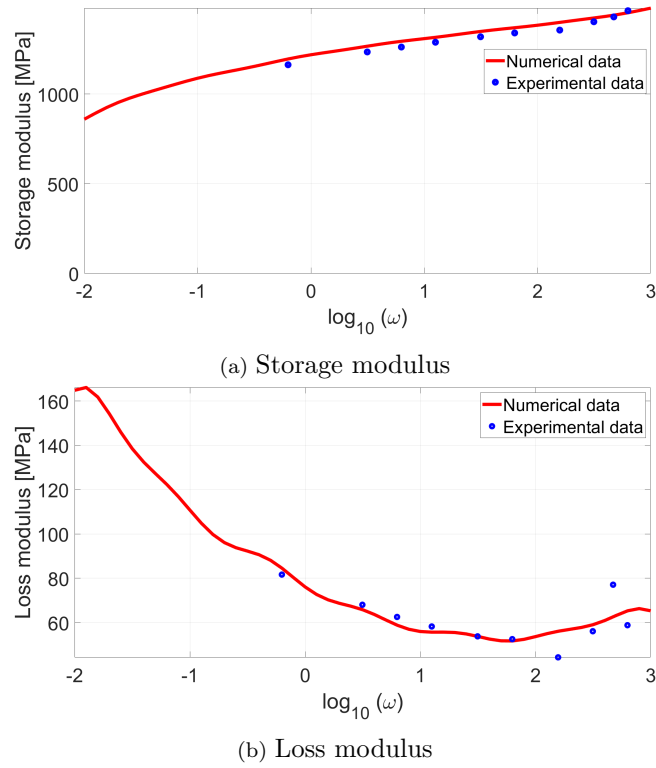 Storage modulus [MPa]
1000
500
0
Numerical data
Experimental data
-2 -1 0 1 2 3
log10 (ω)
(a) Storage modulus
Loss modulus [MPa]
160
140
120
100
80
60
Numerical data
Experimental data
-2 -1 0 1 2 3
log10 (ω)
(b) Loss modulus